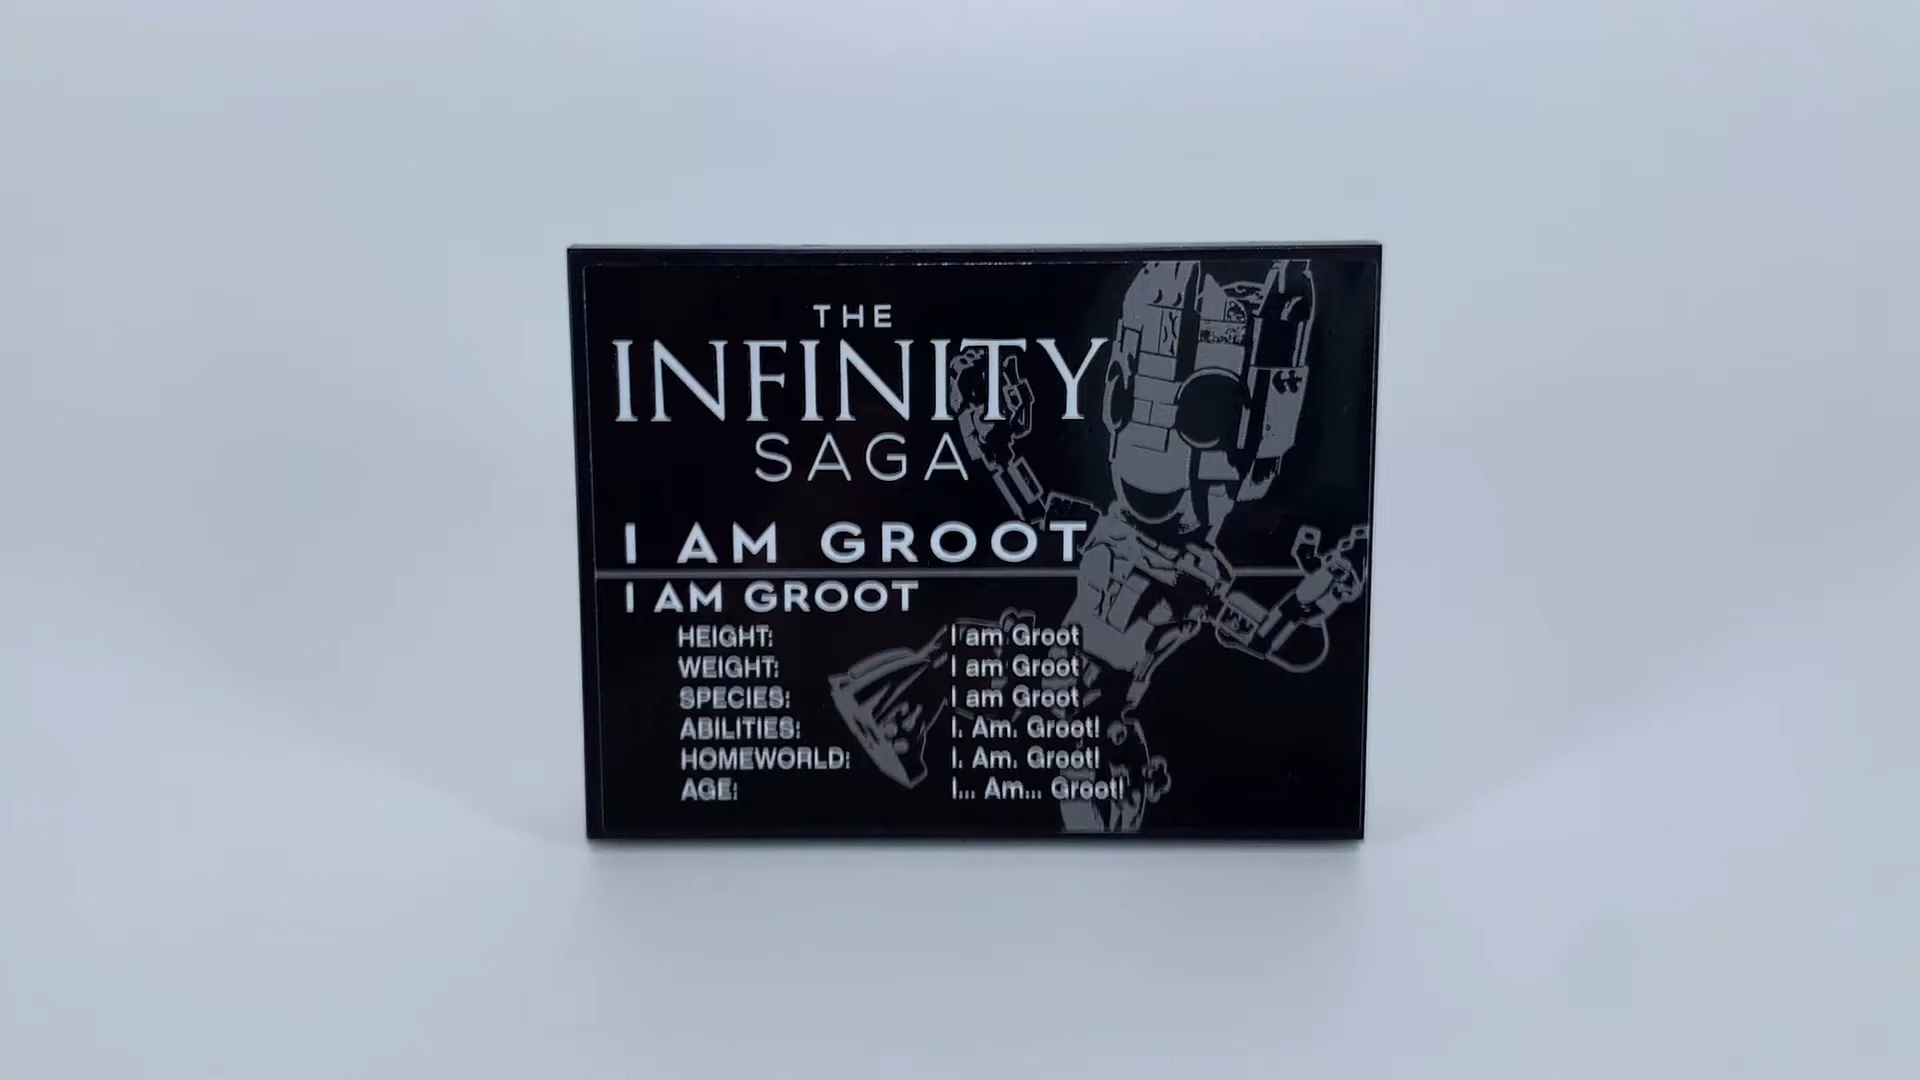 THE
INFINITY
SAGA
I AM GROOT
I AM GROOT
HEIGHT: I am Groot
WEIGHT: I am Groot
SPECIES: I am Groot
ABILITIES: I. Am. Groot!
HOMEWORLD: I. Am. Groot!
AGE: I... Am... Groot!